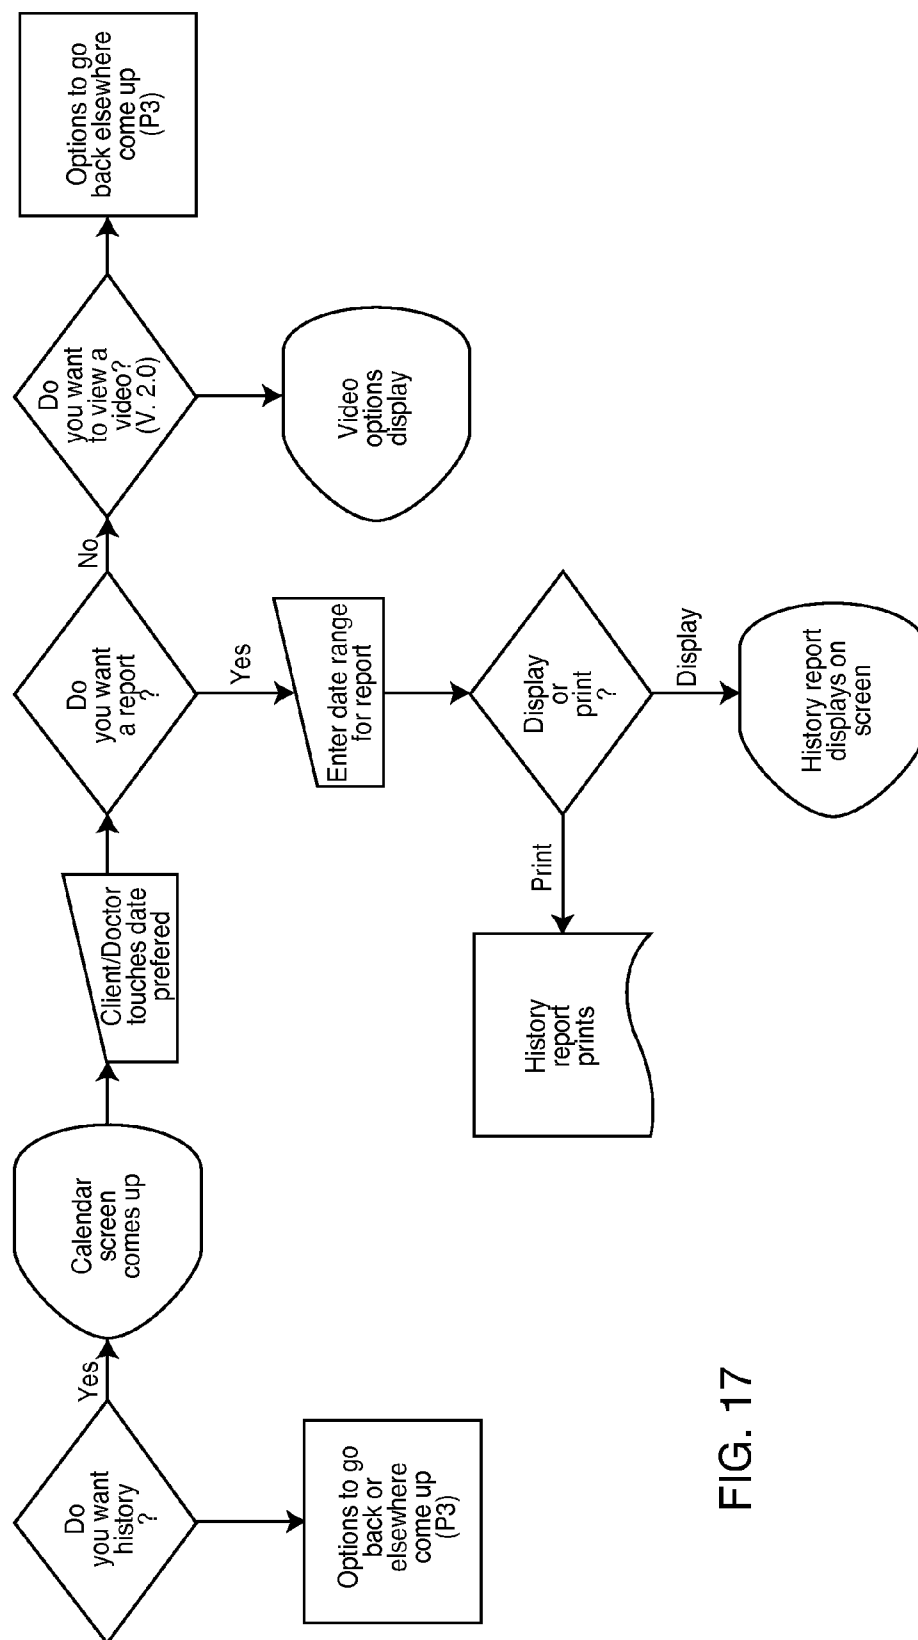 Do
you want
history
?
Yes
Options to go
back or
elsewhere
come up
(P3)
Calendar
screen
comes up
Client/Doctor
touches date
prefered
Do
you want
a report
?
No
Yes
Do
you want
to view a
video?
(V. 2.0)
Options to go
back elsewhere
come up
(P3)
Video
options
display
Enter date range
for report
Display
or
print
?
Print
Display
History
report
prints
History report
displays on
screen
FIG. 17